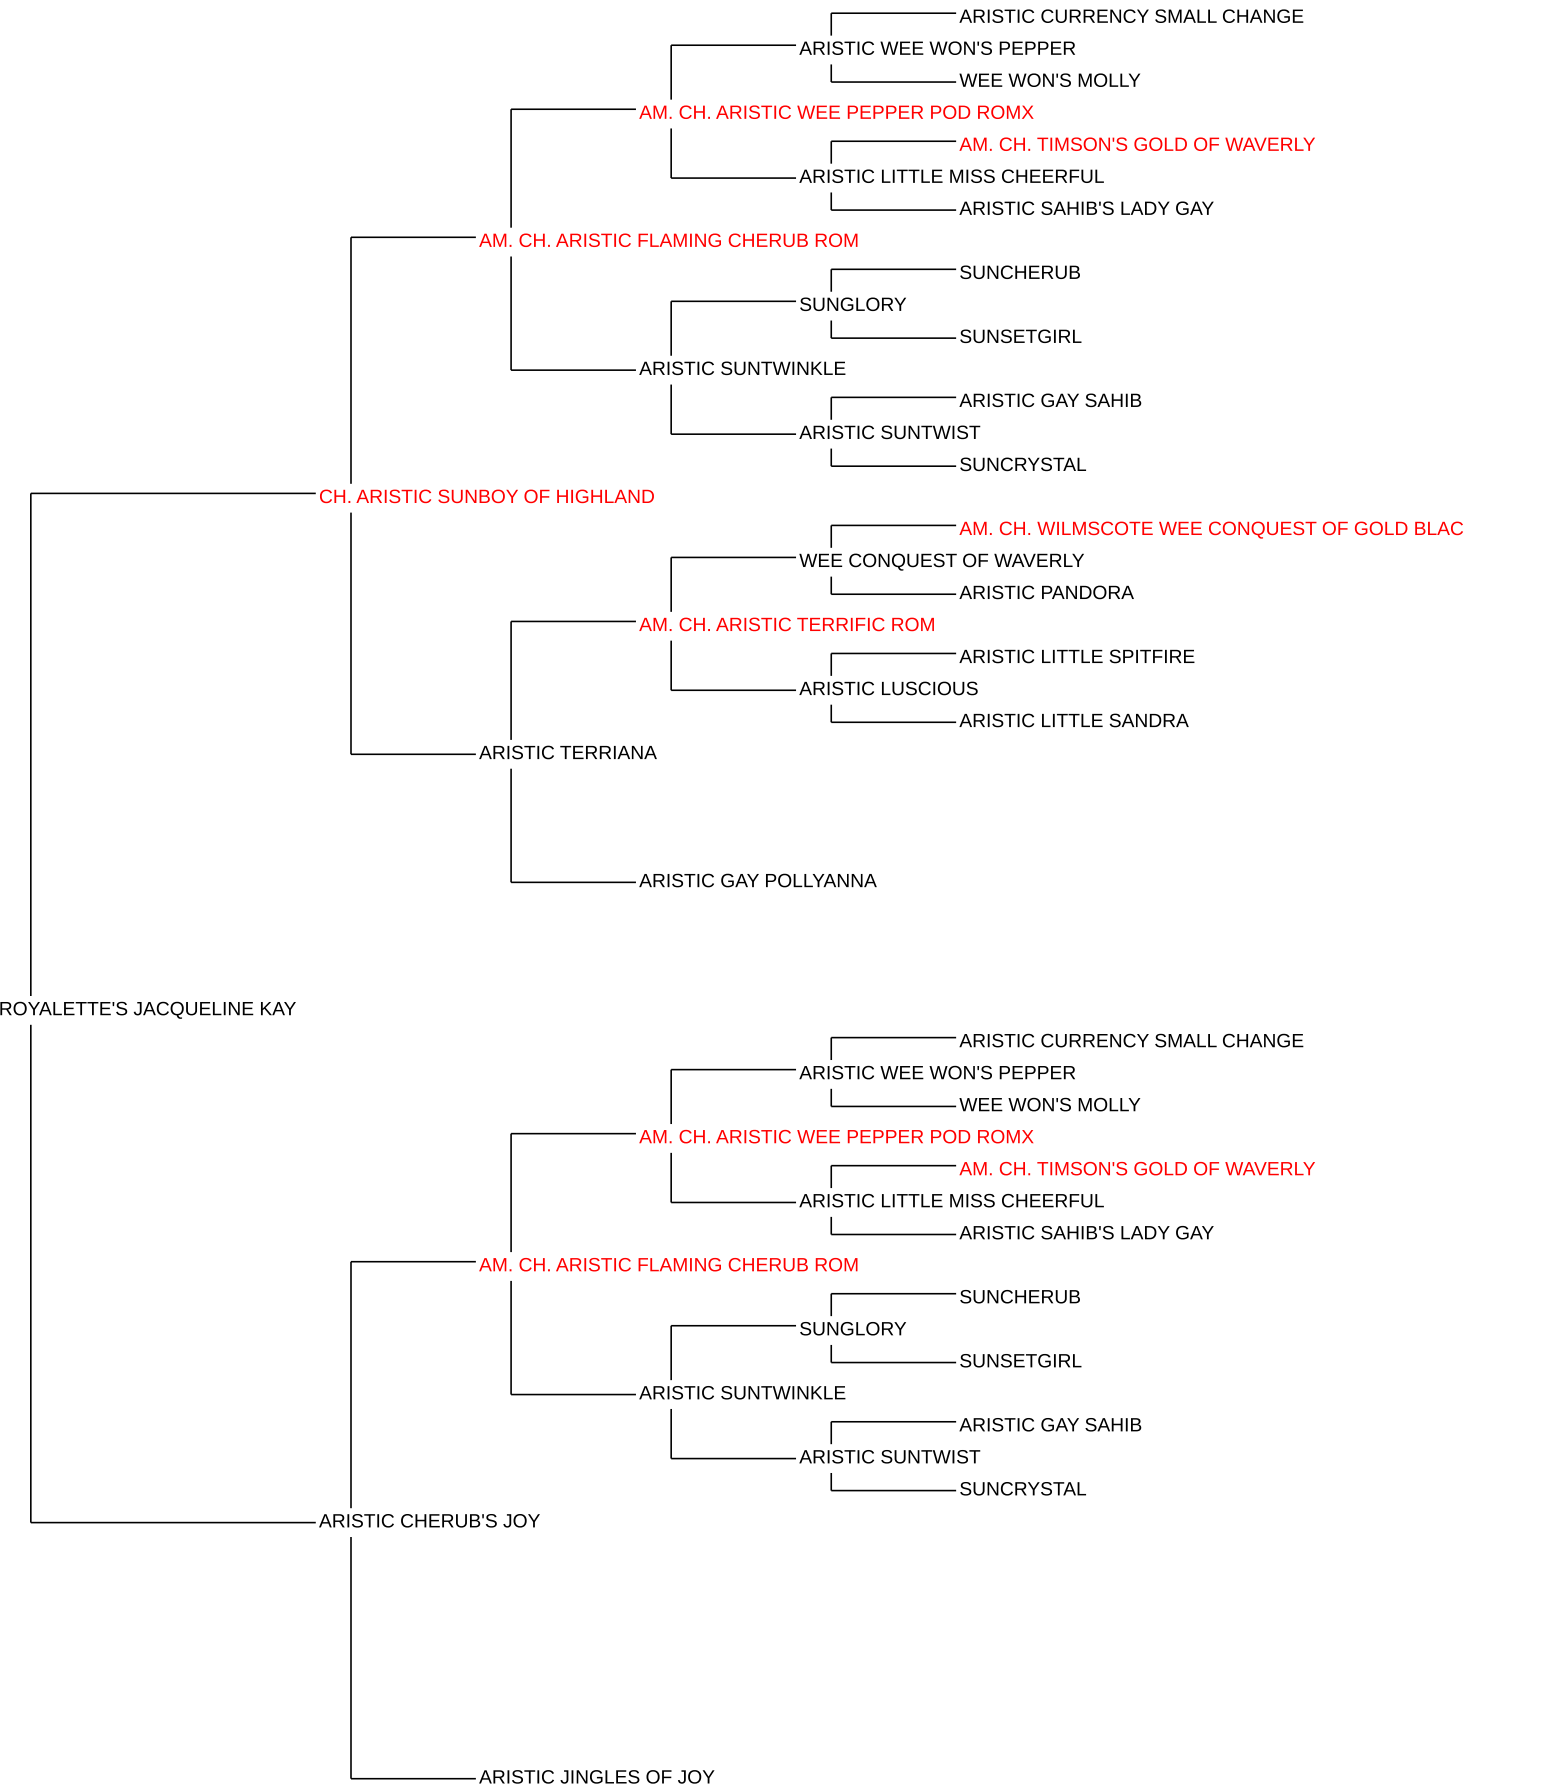 ARISTIC CURRENCY SMALL CHANGE
ARISTIC WEE WON'S PEPPER
WEE WON'S MOLLY
AM. CH. ARISTIC WEE PEPPER POD ROMX
AM. CH. TIMSON'S GOLD OF WAVERLY
ARISTIC LITTLE MISS CHEERFUL
ARISTIC SAHIB'S LADY GAY
AM. CH. ARISTIC FLAMING CHERUB ROM
SUNCHERUB
SUNGLORY
SUNSETGIRL
ARISTIC SUNTWINKLE
ARISTIC GAY SAHIB
ARISTIC SUNTWIST
SUNCRYSTAL
CH. ARISTIC SUNBOY OF HIGHLAND
AM. CH. WILMSCOTE WEE CONQUEST OF GOLD BLAC
WEE CONQUEST OF WAVERLY
ARISTIC PANDORA
AM. CH. ARISTIC TERRIFIC ROM
ARISTIC LITTLE SPITFIRE
ARISTIC LUSCIOUS
ARISTIC LITTLE SANDRA
ARISTIC TERRIANA
ARISTIC GAY POLLYANNA
ROYALETTE'S JACQUELINE KAY
ARISTIC CURRENCY SMALL CHANGE
ARISTIC WEE WON'S PEPPER
WEE WON'S MOLLY
AM. CH. ARISTIC WEE PEPPER POD ROMX
AM. CH. TIMSON'S GOLD OF WAVERLY
ARISTIC LITTLE MISS CHEERFUL
ARISTIC SAHIB'S LADY GAY
AM. CH. ARISTIC FLAMING CHERUB ROM
SUNCHERUB
SUNGLORY
SUNSETGIRL
ARISTIC SUNTWINKLE
ARISTIC GAY SAHIB
ARISTIC SUNTWIST
SUNCRYSTAL
ARISTIC CHERUB'S JOY
ARISTIC JINGLES OF JOY